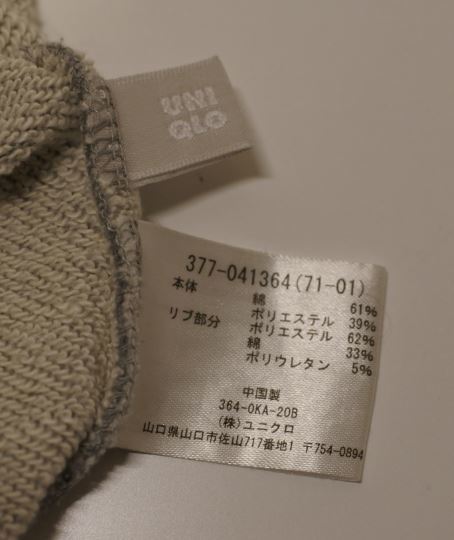 UNI
QLO
377-041364(71-01)
本体 綿 61%
ポリエステル 39%
リブ部分 ポリエステル 62%
綿 33%
ポリウレタン 5%
中国製
364-OKA-20B
(株)ユニクロ
山口県山口市佐山717番地1 〒754-0894